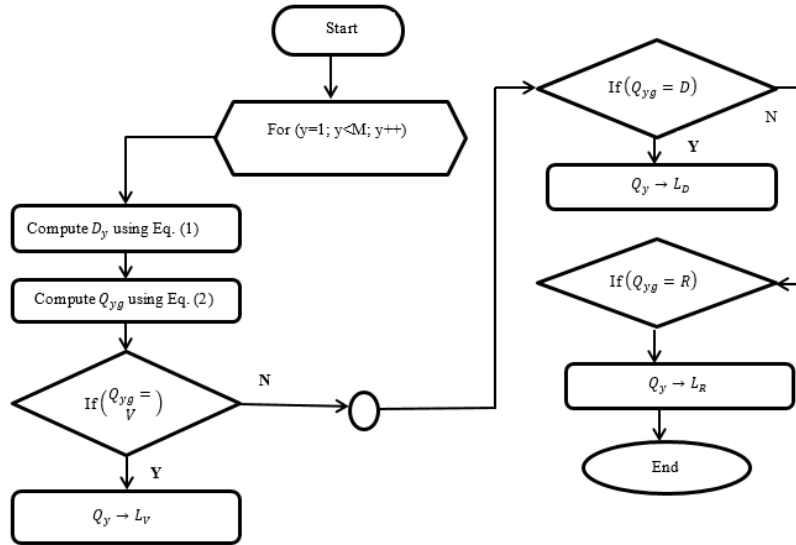 Start
For (y=1; y<M; y++)
Compute D_y using Eq. (1)
Compute Q_yg using Eq. (2)
If(Q_yg =
V)
N
Y
Q_y → L_V
If(Q_yg = D)
N
Y
Q_y → L_D
If(Q_yg = R)
Q_y → L_R
End